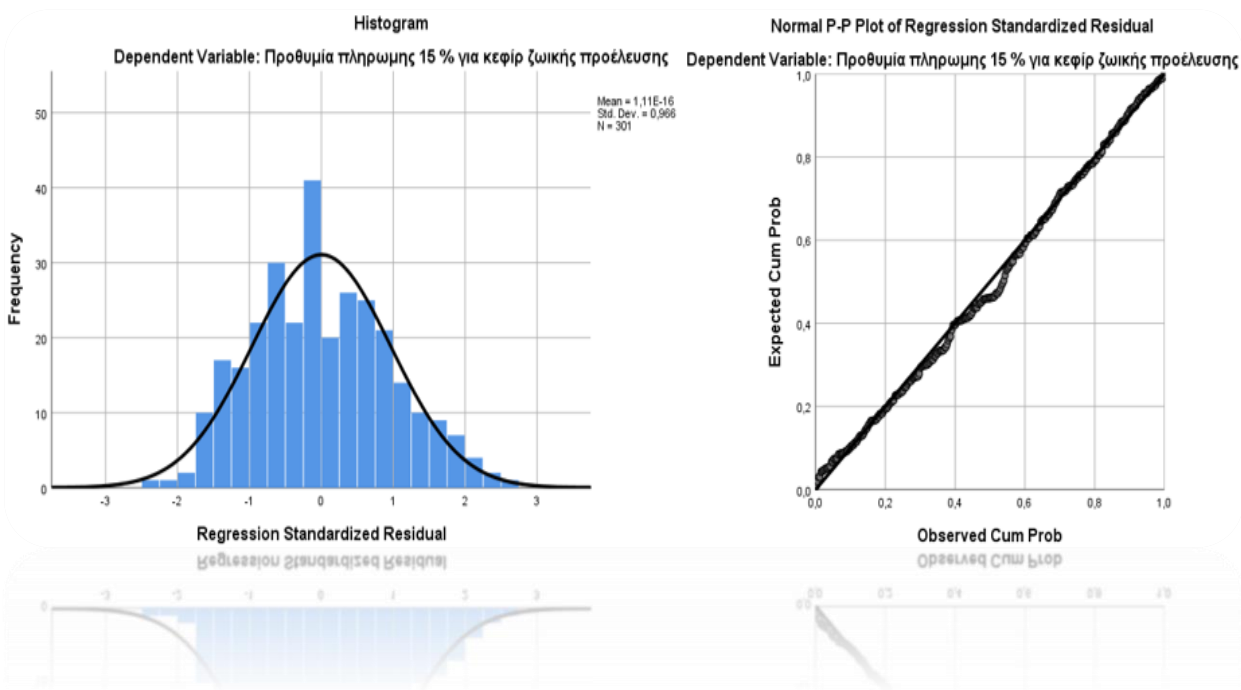 Histogram
Dependent Variable: Προθυμία πληρωμης 15 % για κεφίρ ζωικής προέλευσης
Mean = 1,11E-16
Std. Dev. = 0,966
N = 301
50
40
30
20
10
0
Frequency
-3 -2 -1 0 1 2 3
Regression Standardized Residual
Normal P-P Plot of Regression Standardized Residual
Dependent Variable: Προθυμία πληρωμης 15 % για κεφίρ ζωικής προέλευσης
1,0
0,8
0,6
0,4
0,2
0,0
Expected Cum Prob
0,0 0,2 0,4 0,6 0,8 1,0
Observed Cum Prob